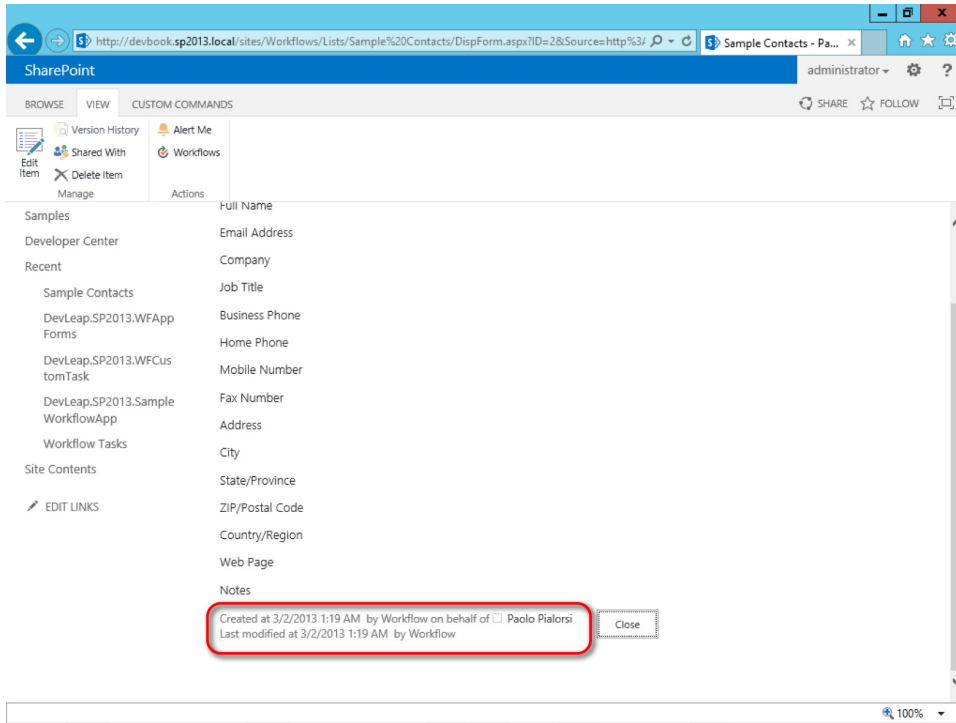 http://devbook.sp2013.local/sites/Workflows/Lists/Sample%20Contacts/DispForm.aspx?ID=2&Source=http%3/
Sample Contacts - Pa...
SharePoint
administrator
?
BROWSE VIEW CUSTOM COMMANDS
SHARE FOLLOW
Edit
Item
Version History
Shared With
Delete Item
Manage
Alert Me
Workflows
Actions
Samples
Developer Center
Recent
Sample Contacts
DevLeap.SP2013.WFApp
Forms
DevLeap.SP2013.WFCus
tomTask
DevLeap.SP2013.Sample
WorkflowApp
Workflow Tasks
Site Contents
EDIT LINKS
Full Name
Email Address
Company
Job Title
Business Phone
Home Phone
Mobile Number
Fax Number
Address
City
State/Province
ZIP/Postal Code
Country/Region
Web Page
Notes
Created at 3/2/2013 1:19 AM by Workflow on behalf of Paolo Pialorsi
Last modified at 3/2/2013 1:19 AM by Workflow
Close
100%